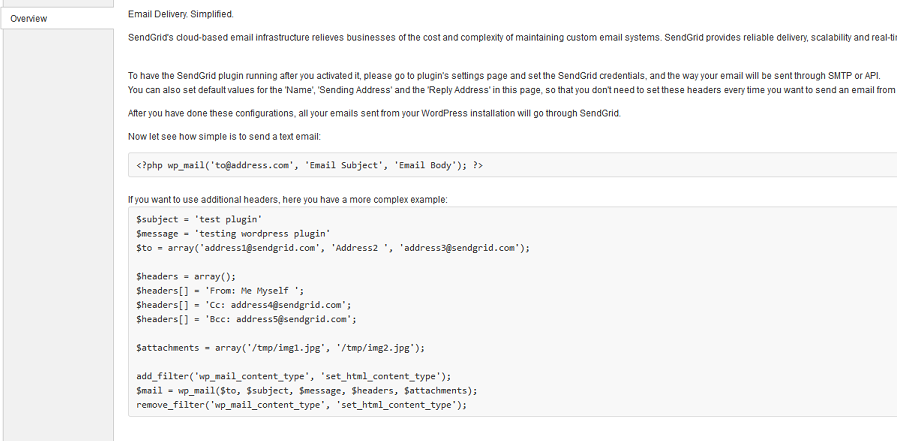 Overview
Email Delivery. Simplified.
SendGrid's cloud-based email infrastructure relieves businesses of the cost and complexity of maintaining custom email systems. SendGrid provides reliable delivery, scalability and
To have the SendGrid plugin running after you activated it, please go to plugin's settings page and set the SendGrid credentials, and the way your email will be sent through SMTP or API.
You can also set default values for the 'Name', 'Sending Address' and the 'Reply Address' in this page, so that you don't need to set these headers every time you want to send an email from
After you have done these configurations, all your emails sent from your WordPress installation will go through SendGrid.
Now let see how simple is to send a text email:
<?php wp_mail('to@address.com', 'Email Subject', 'Email Body'); ?>
If you want to use additional headers, here you have a more complex example:
$subject = 'test plugin'
$message = 'testing wordpress plugin'
$to = array('address1@sendgrid.com', 'Address2 ', 'address3@sendgrid.com');
$headers = array();
$headers[] = 'From: Me Myself ';
$headers[] = 'Cc: address4@sendgrid.com';
$headers[] = 'Bcc: address5@sendgrid.com';
$attachments = array('/tmp/img1.jpg', '/tmp/img2.jpg');
add_filter('wp_mail_content_type', 'set_html_content_type');
$mail = wp_mail($to, $subject, $message, $headers, $attachments);
remove_filter('wp_mail_content_type', 'set_html_content_type');